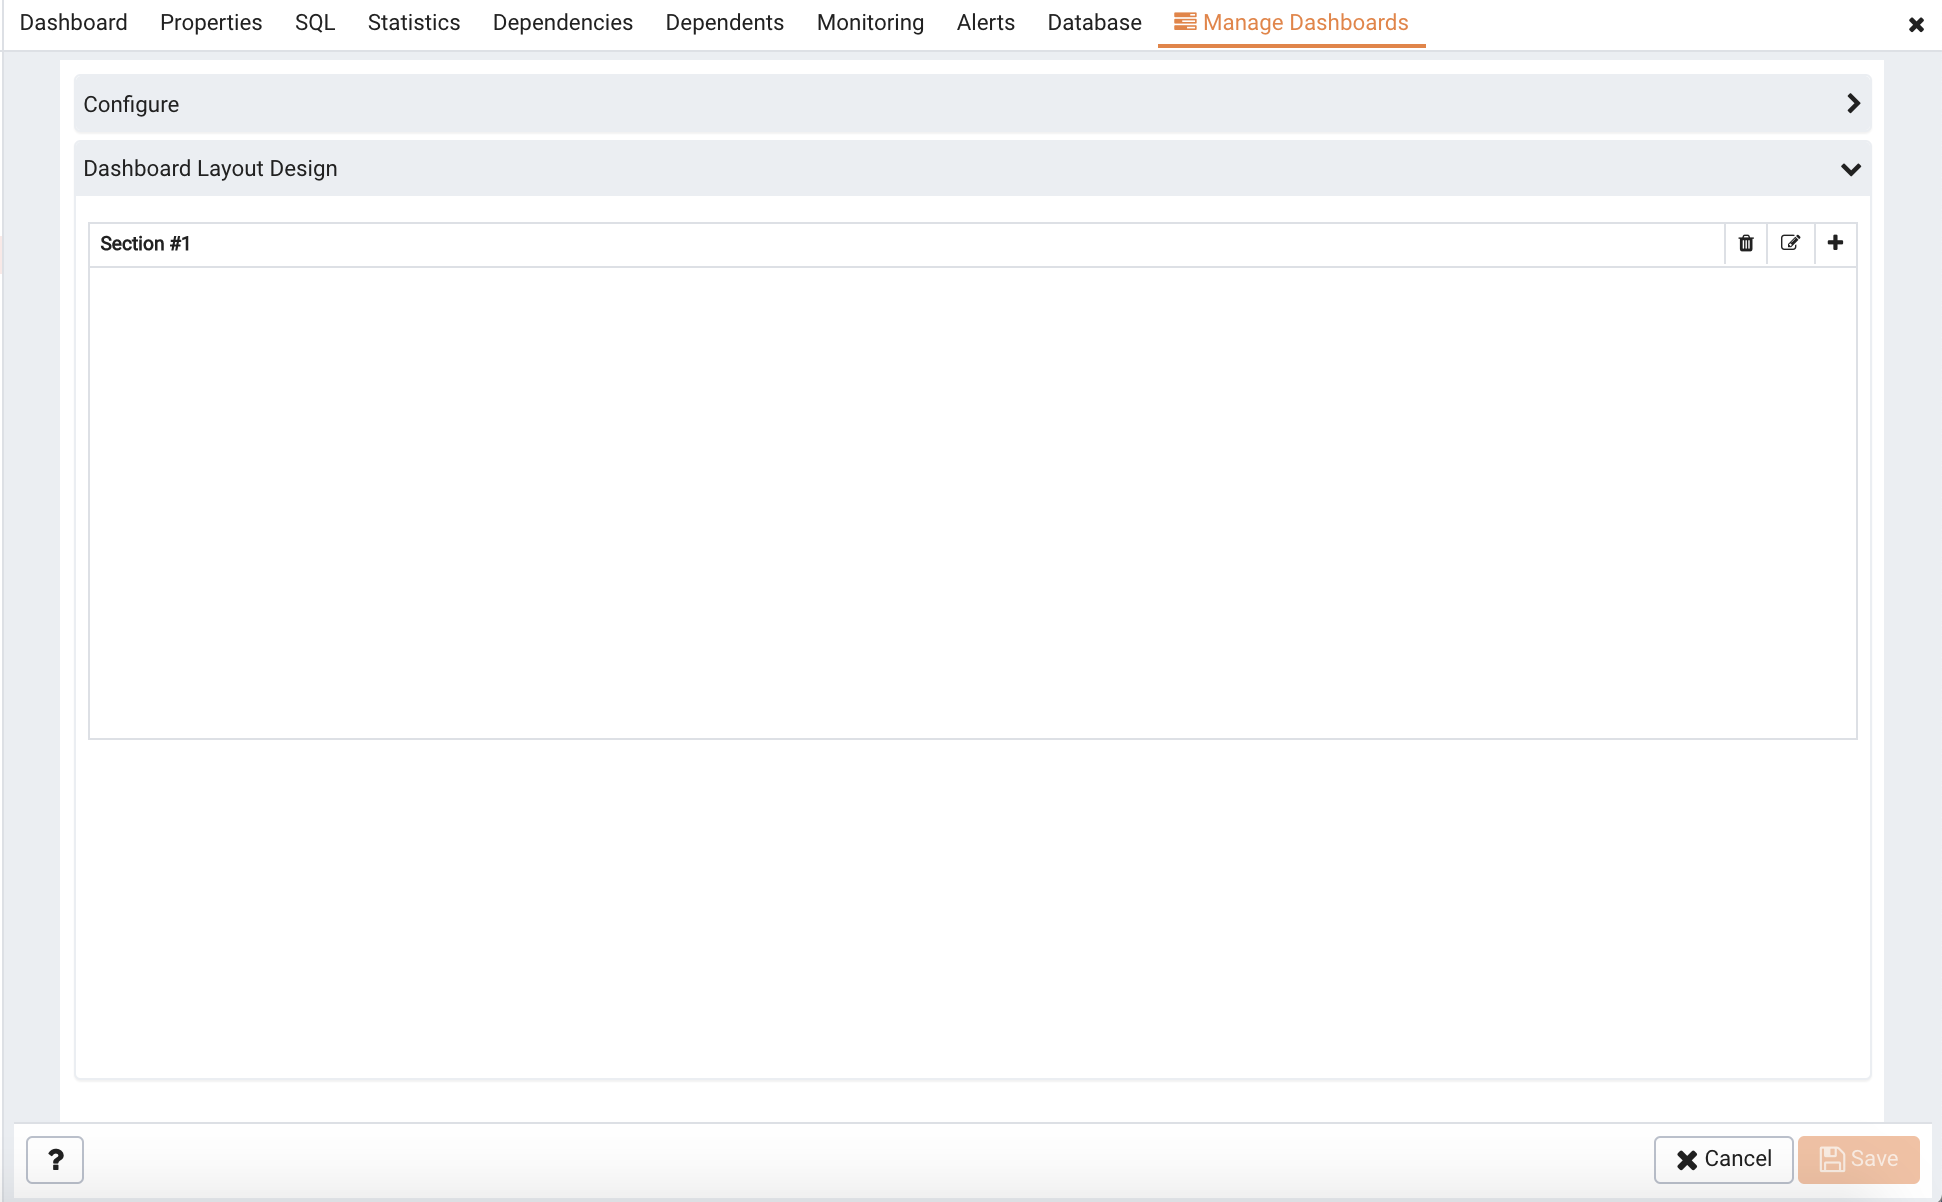 Dashboard Properties SQL Statistics Dependencies Dependents Monitoring Alerts Database Manage Dashboards
Configure
Dashboard Layout Design
Section #1
? Cancel Save